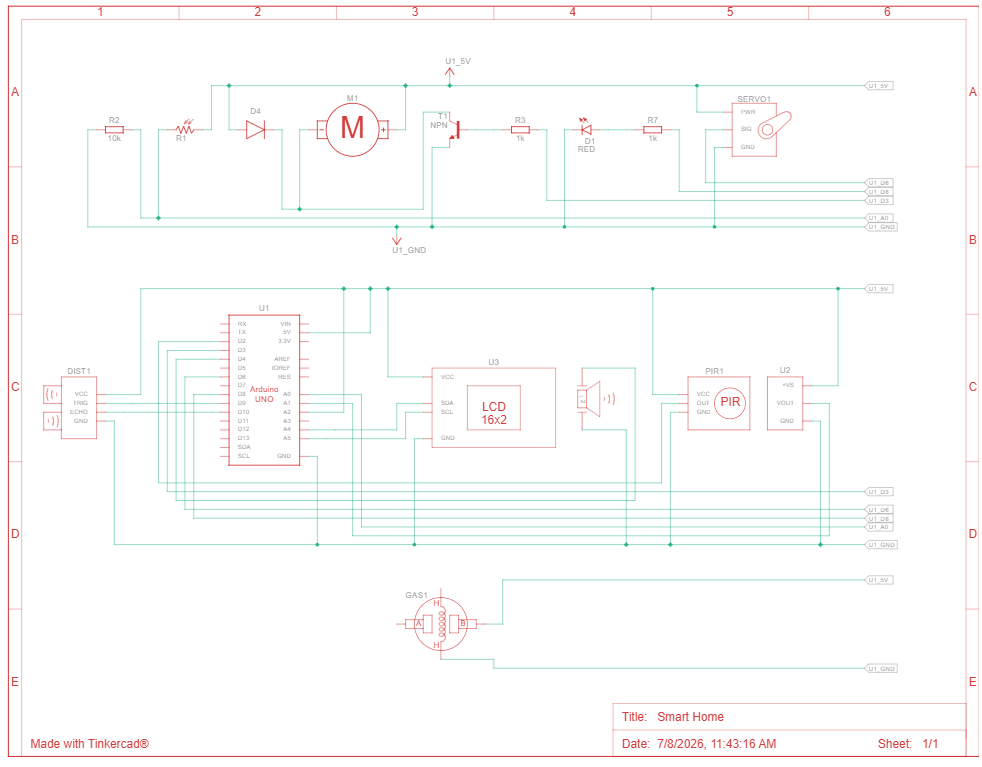 1 2 3 4 5 6
U1_5V
A A
U1_5V
M1
SERVO1
D4
R2
T1
R3
R7
PWR
NPN
M
- +
SIG
10k
R1
1k
D1
1k
RED
GND
U1_D6
U1_D8
U1_D3
U1_A0
U1_GND
B B
U1_GND
U1_5V
U1
RX VIN
TX 5V
D2 3.3V
D3
D4 AREF
D5 IOREF
D6 RES
D7
D8 A0
D9 A1
D10 A2
D11 A3
D12 A4
D13 A5
SDA
SCL GND
Arduino
UNO
C C
DIST1
VCC
TRIG
ECHO
GND
U3
VCC
SDA
SCL
GND
LCD
16x2
1 2
PIR1
VCC
OUT
GND
PIR
U2
+VS
VOUT
GND
U1_D3
U1_D6
U1_D8
U1_A0
D D
U1_GND
U1_5V
GAS1
H
A B
H
U1_GND
E E
Title: Smart Home
Made with Tinkercad®
Date: 7/8/2026, 11:43:16 AM Sheet: 1/1